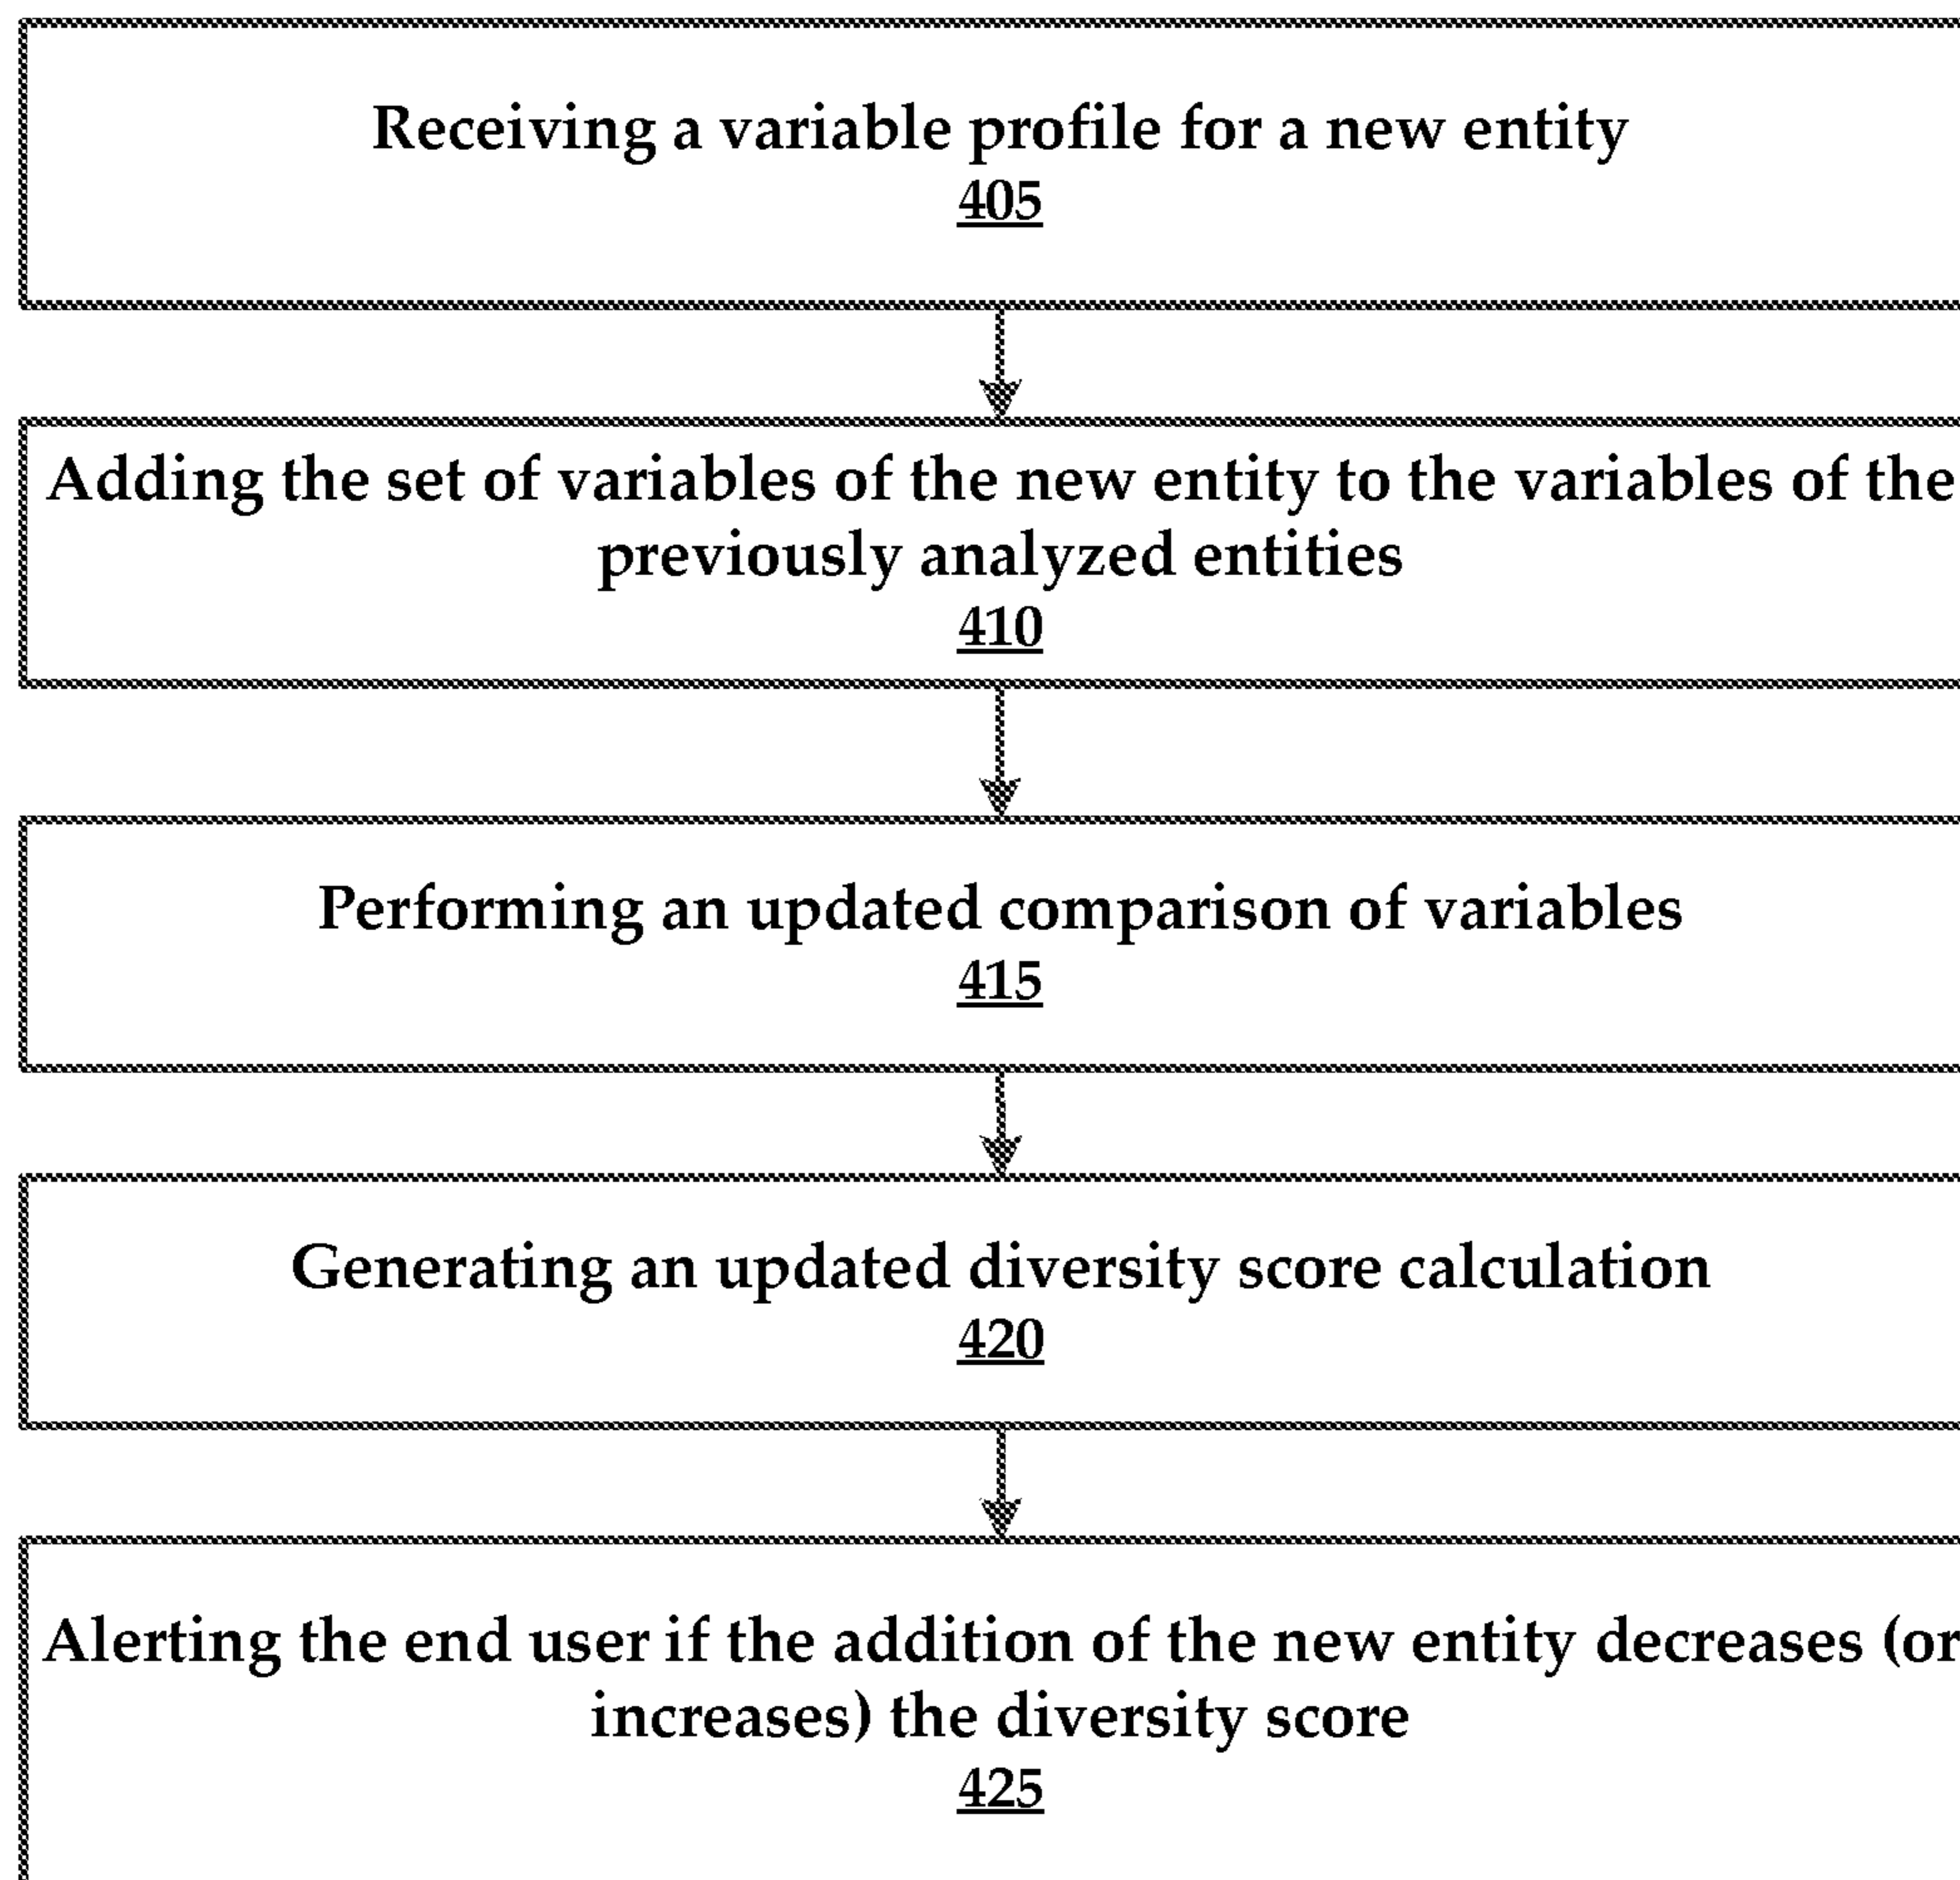 Receiving a variable profile for a new entity
405
Adding the set of variables of the new entity to the variables of the
previously analyzed entities
410
Performing an updated comparison of variables
415
Generating an updated diversity score calculation
420
Alerting the end user if the addition of the new entity decreases (or
increases) the diversity score
425